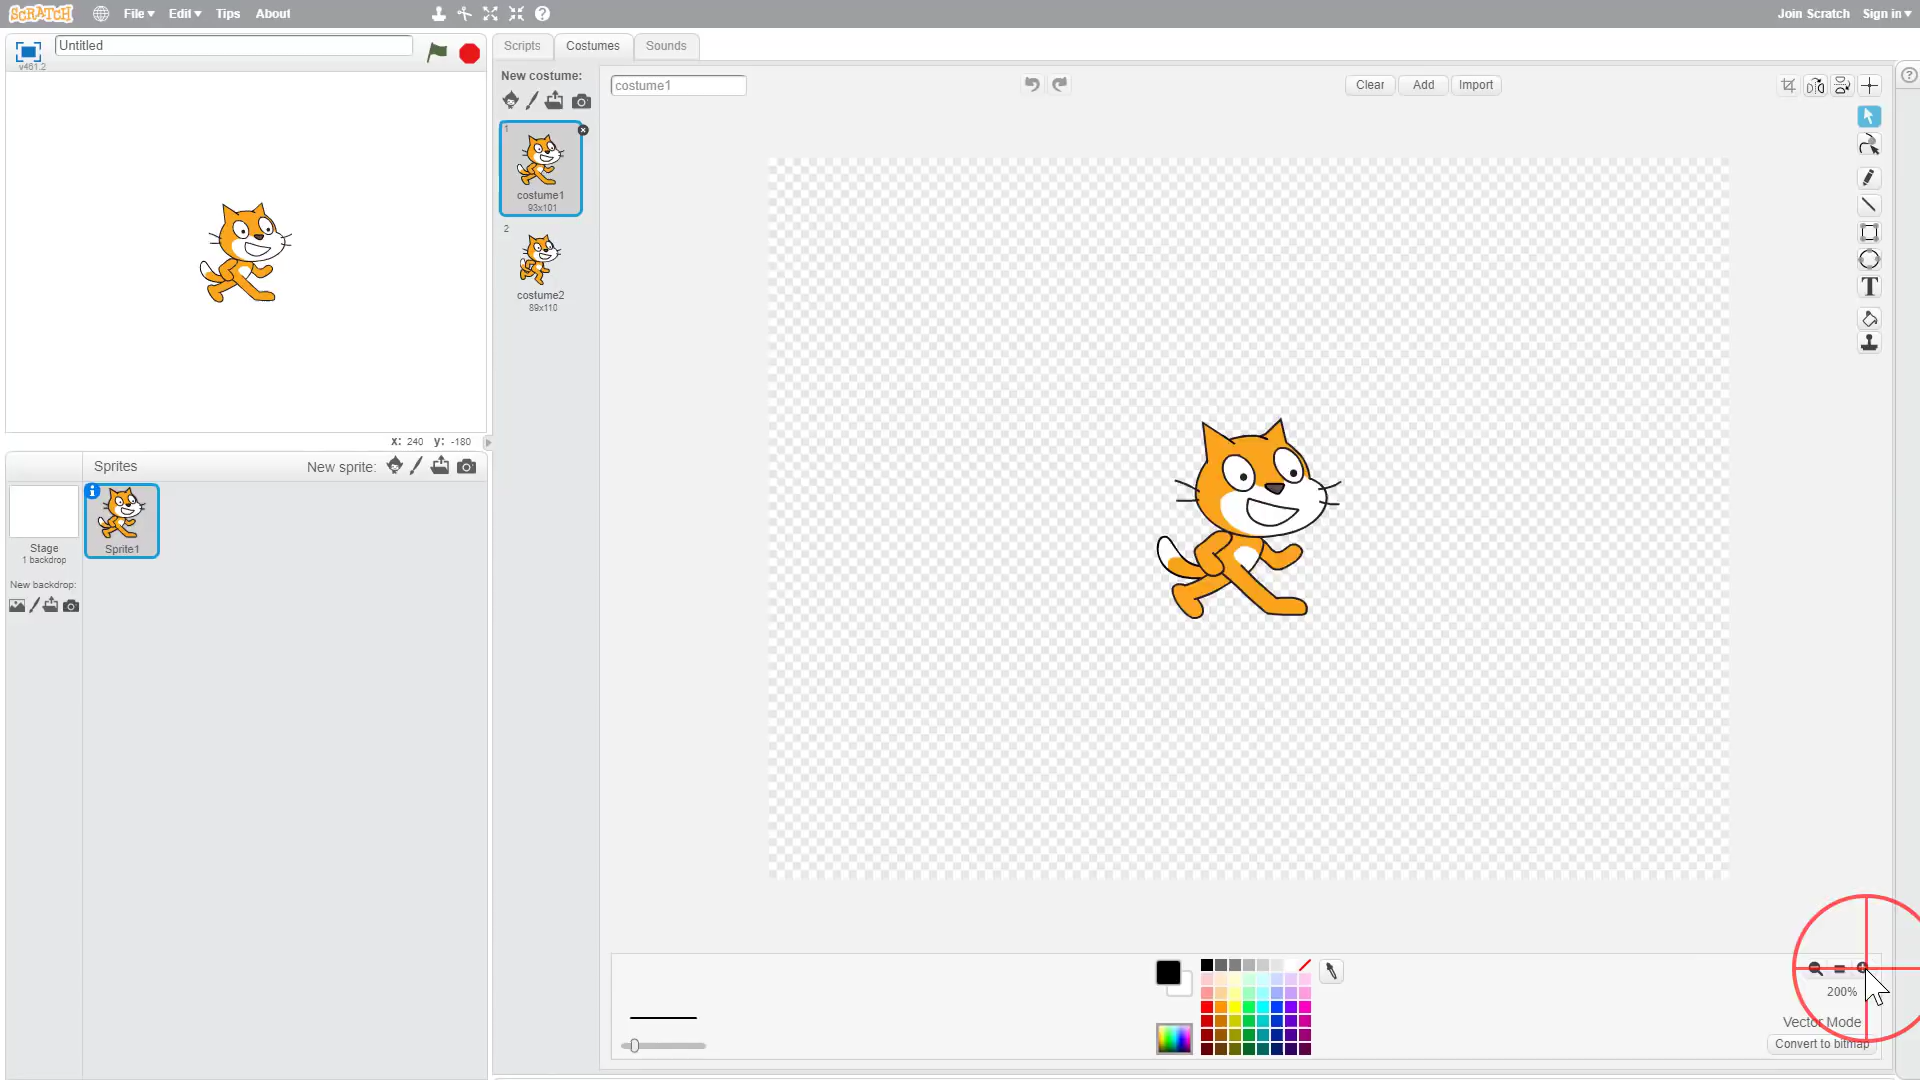 SCRATCH File Edit Tips About Join Scratch Sign in
v461.2
Untitled
Scripts Costumes Sounds
New costume:
costume1
Clear Add Import
1
costume1
93x101
2
costume2
89x110
x: 240 y: -180
Sprites New sprite:
Stage
1 backdrop
New backdrop:
Sprite1
T
200%
Vector Mode
Convert to bitmap